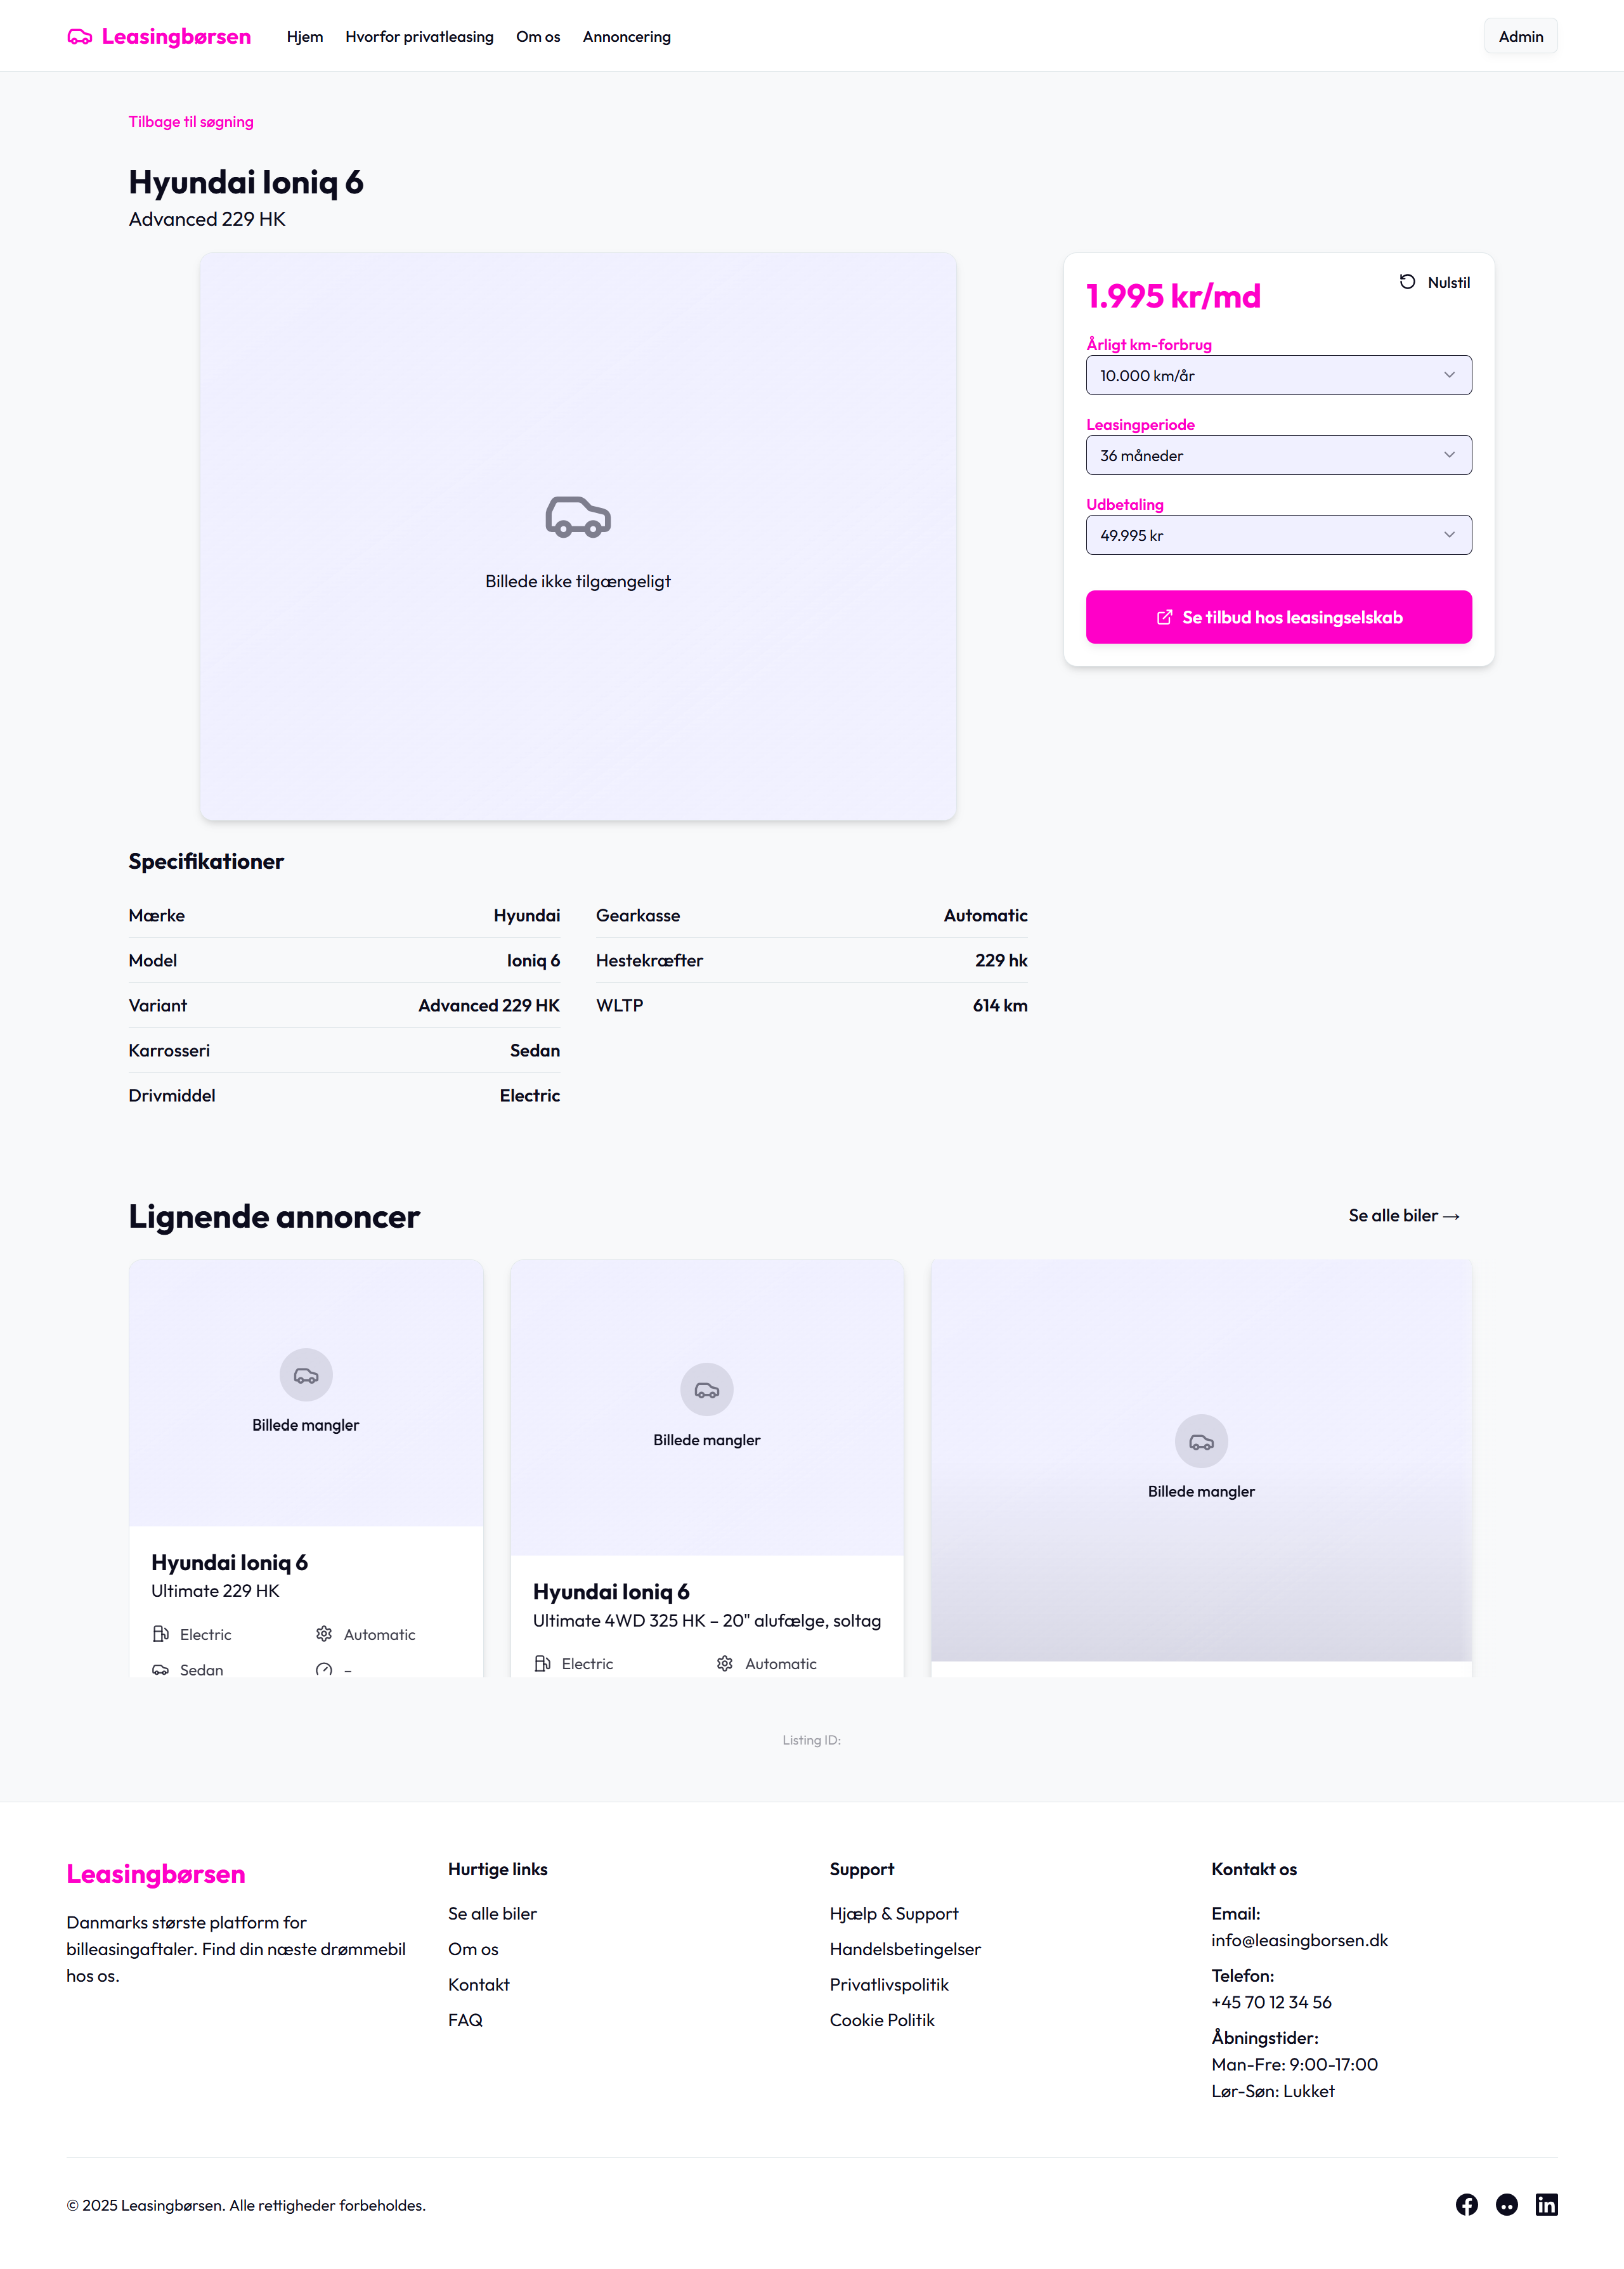 Leasingbørsen
Hjem
Hvorfor privatleasing
Om os
Annoncering
Admin
Tilbage til søgning
Hyundai Ioniq 6
Advanced 229 HK
Billede ikke tilgængeligt
1.995 kr/md
Nulstil
Årligt km-forbrug
10.000 km/år
Leasingperiode
36 måneder
Udbetaling
49.995 kr
Se tilbud hos leasingselskab
Specifikationer
Mærke Hyundai
Model Ioniq 6
Variant Advanced 229 HK
Karrosseri Sedan
Drivmiddel Electric
Gearkasse Automatic
Hestekræfter 229 hk
WLTP 614 km
Lignende annoncer
Se alle biler →
Billede mangler
Hyundai Ioniq 6
Ultimate 229 HK
Electric
Automatic
Sedan
–
Billede mangler
Hyundai Ioniq 6
Ultimate 4WD 325 HK – 20" alufælge, soltag
Electric
Automatic
Billede mangler
Listing ID:
Leasingbørsen
Danmarks største platform for
billeasingaftaler. Find din næste drømmebil
hos os.
Hurtige links
Se alle biler
Om os
Kontakt
FAQ
Support
Hjælp & Support
Handelsbetingelser
Privatlivspolitik
Cookie Politik
Kontakt os
Email:
info@leasingborsen.dk
Telefon:
+45 70 12 34 56
Åbningstider:
Man-Fre: 9:00-17:00
Lør-Søn: Lukket
© 2025 Leasingbørsen. Alle rettigheder forbeholdes.